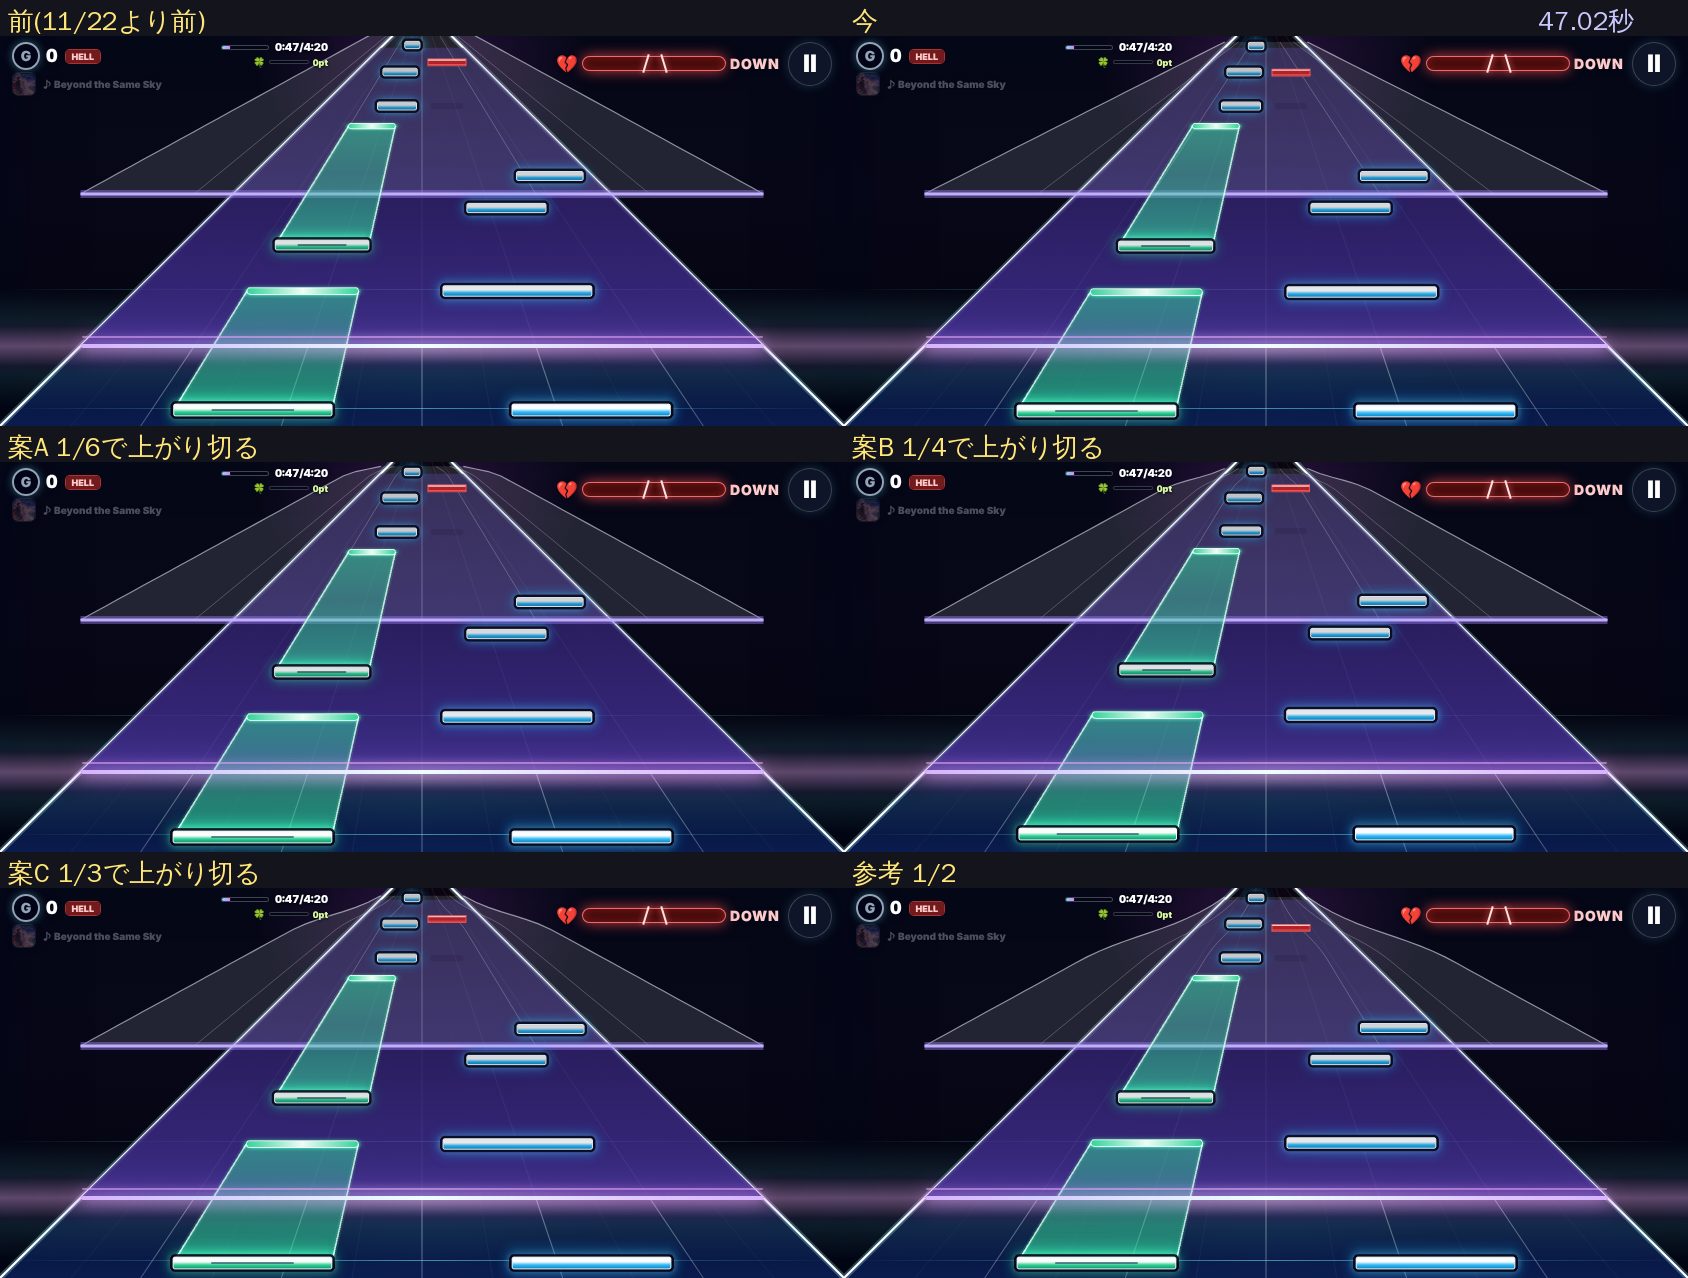 前(11/22より前)
G 0 HELL 0:47/4:20 DOWN
0pt
♪ Beyond the Same Sky
今 47.02秒
G 0 HELL 0:47/4:20 DOWN
0pt
♪ Beyond the Same Sky
案A 1/6で上がり切る
G 0 HELL 0:47/4:20 DOWN
0pt
♪ Beyond the Same Sky
案B 1/4で上がり切る
G 0 HELL 0:47/4:20 DOWN
0pt
♪ Beyond the Same Sky
案C 1/3で上がり切る
G 0 HELL 0:47/4:20 DOWN
0pt
♪ Beyond the Same Sky
参考 1/2
G 0 HELL 0:47/4:20 DOWN
0pt
♪ Beyond the Same Sky